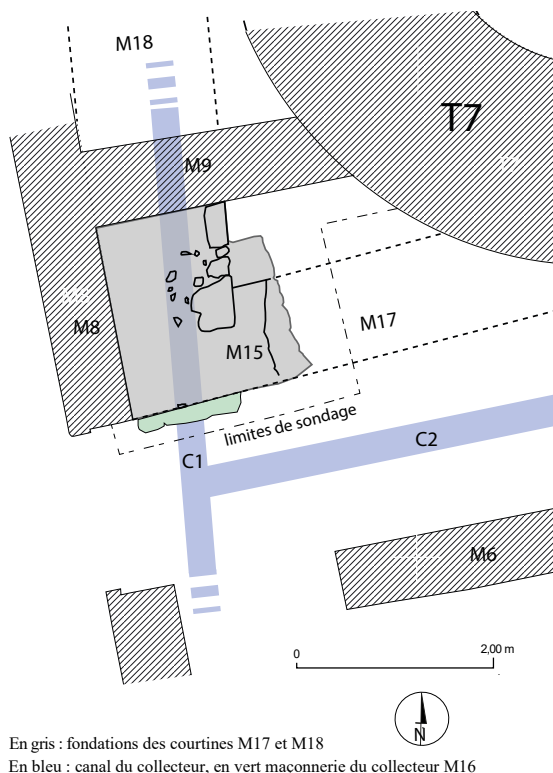 M18
T7
M9
M8
M17
M15
limites de sondage
C1
C2
M6
0
2,00 m
N
En gris : fondations des courtines M17 et M18
En bleu : canal du collecteur, en vert maçonnerie du collecteur M16